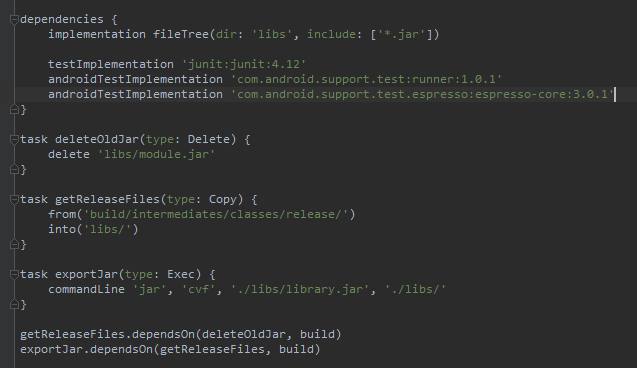 dependencies {
    implementation fileTree(dir: 'libs', include: ['*.jar'])

    testImplementation 'junit:junit:4.12'
    androidTestImplementation 'com.android.support.test:runner:1.0.1'
    androidTestImplementation 'com.android.support.test.espresso:espresso-core:3.0.1'
}

task deleteOldJar(type: Delete) {
    delete 'libs/module.jar'
}

task getReleaseFiles(type: Copy) {
    from('build/intermediates/classes/release/')
    into('libs/')
}

task exportJar(type: Exec) {
    commandLine 'jar', 'cvf', './libs/library.jar', './libs/'
}

getReleaseFiles.dependsOn(deleteOldJar, build)
exportJar.dependsOn(getReleaseFiles, build)